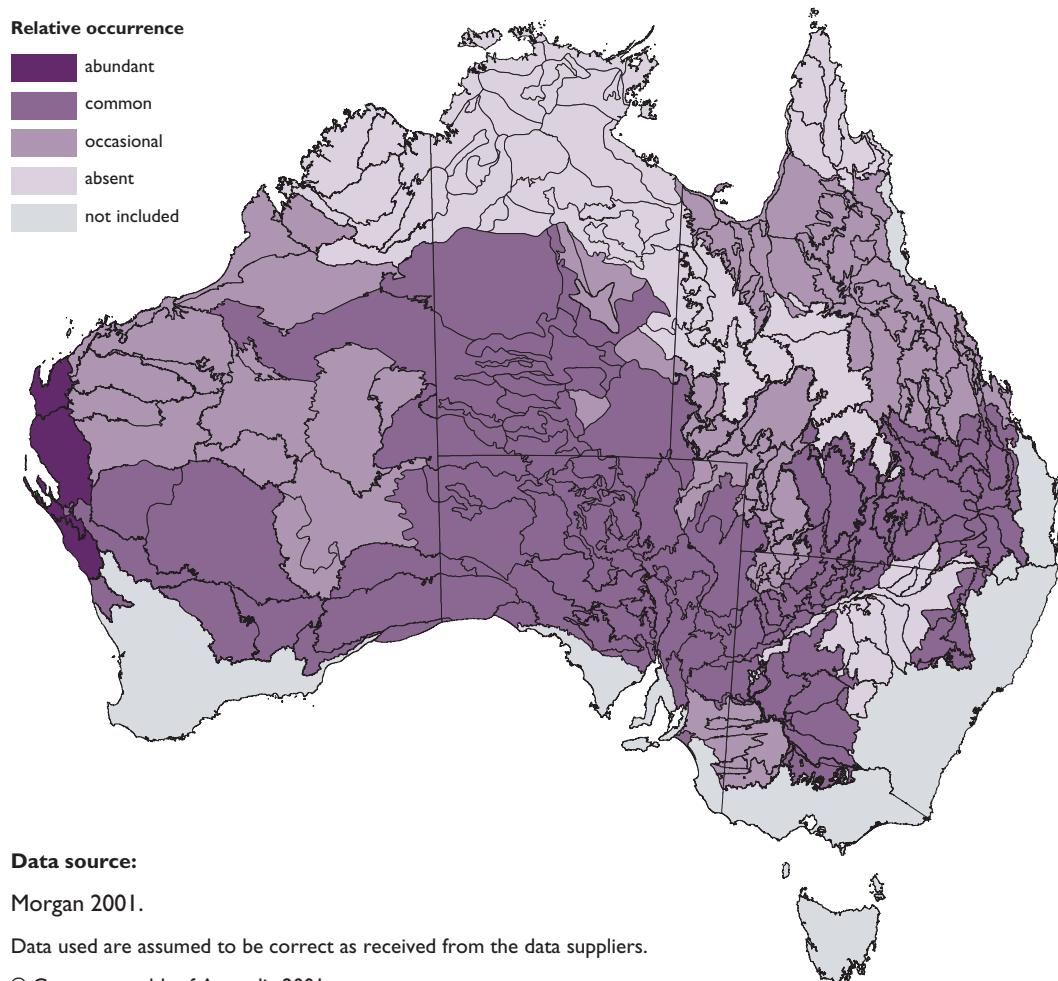 Relative occurrence
abundant
common
occasional
absent
not included
Data source:
Morgan 2001.
Data used are assumed to be correct as received from the data suppliers.